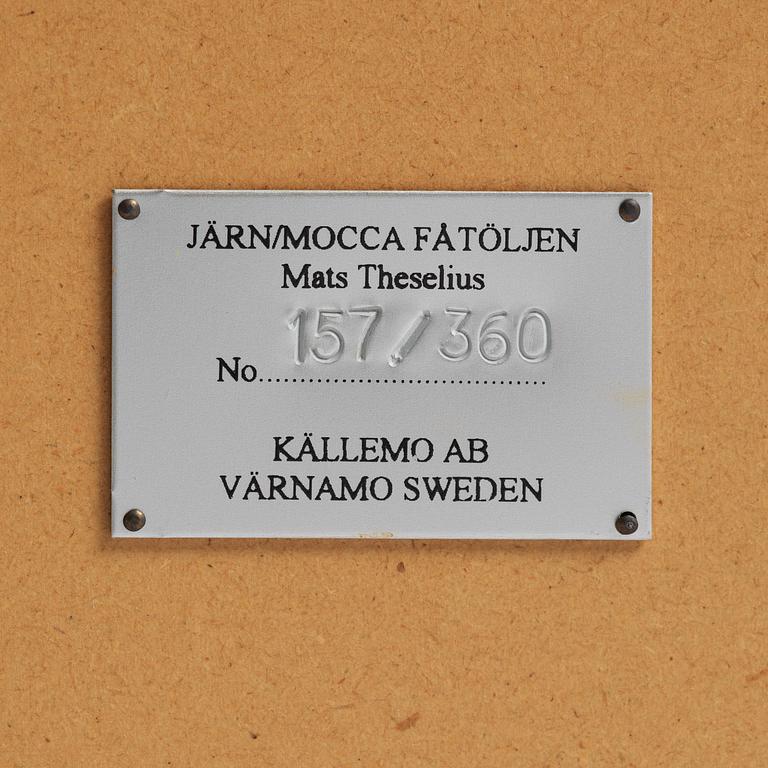 JÄRN/MOCCA FÅTÖLJEN
Mats Theselius
157/360
No....................................
KÄLLEMO AB
VÄRNAMO SWEDEN